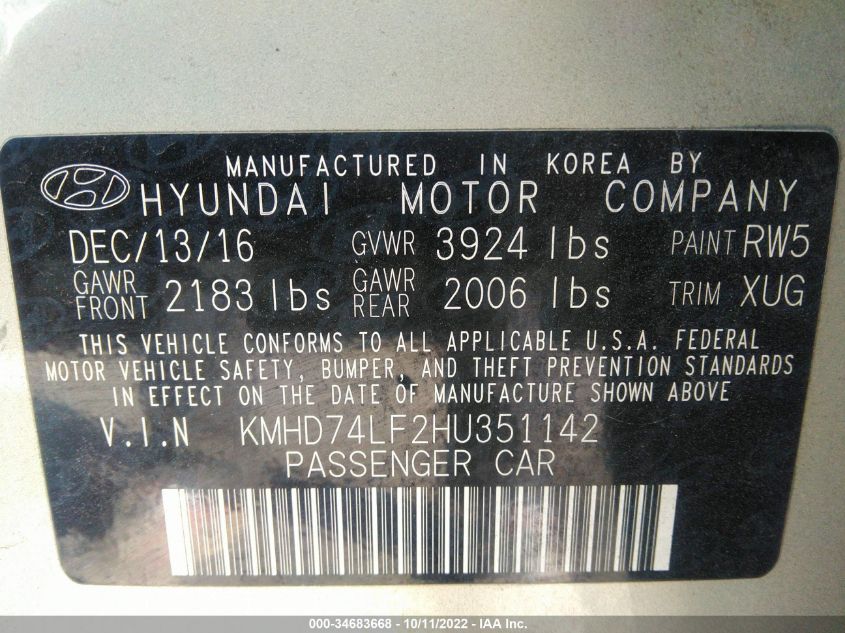 MANUFACTURED IN KOREA BY
HYUNDAI MOTOR COMPANY
DEC/13/16 GVWR 3924 lbs PAINT RW5
GAWR FRONT 2183 lbs GAWR REAR 2006 lbs TRIM XUG
THIS VEHICLE CONFORMS TO ALL APPLICABLE U.S.A. FEDERAL
MOTOR VEHICLE SAFETY, BUMPER, AND THEFT PREVENTION STANDARDS
IN EFFECT ON THE DATE OF MANUFACTURE SHOWN ABOVE
V.I.N KMHD74LF2HU351142
PASSENGER CAR
000-34683668 - 10/11/2022 - IAA Inc.